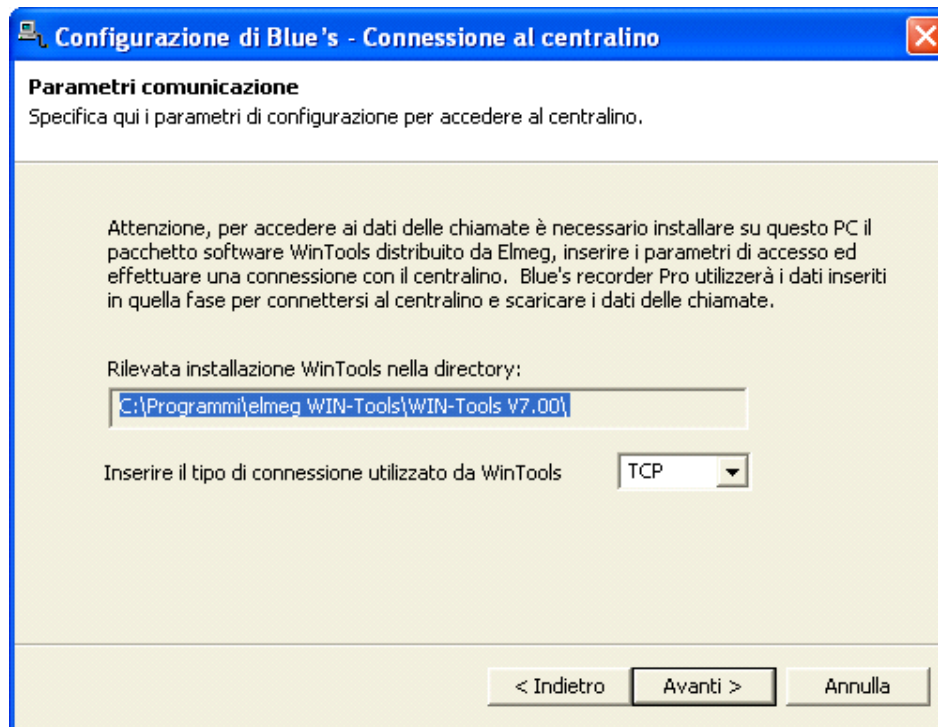 Configurazione di Blue's - Connessione al centralino
Parametri comunicazione
Specifica qui i parametri di configurazione per accedere al centralino.
Attenzione, per accedere ai dati delle chiamate è necessario installare su questo PC il
pacchetto software WinTools distribuito da Elmeg, inserire i parametri di accesso ed
effettuare una connessione con il centralino. Blue's recorder Pro utilizzerà i dati inseriti
in quella fase per connettersi al centralino e scaricare i dati delle chiamate.
Rilevata installazione WinTools nella directory:
C:\Programmi\elmeg WIN-Tools\WIN-Tools V7.00\
Inserire il tipo di connessione utilizzato da WinTools TCP
< Indietro Avanti > Annulla